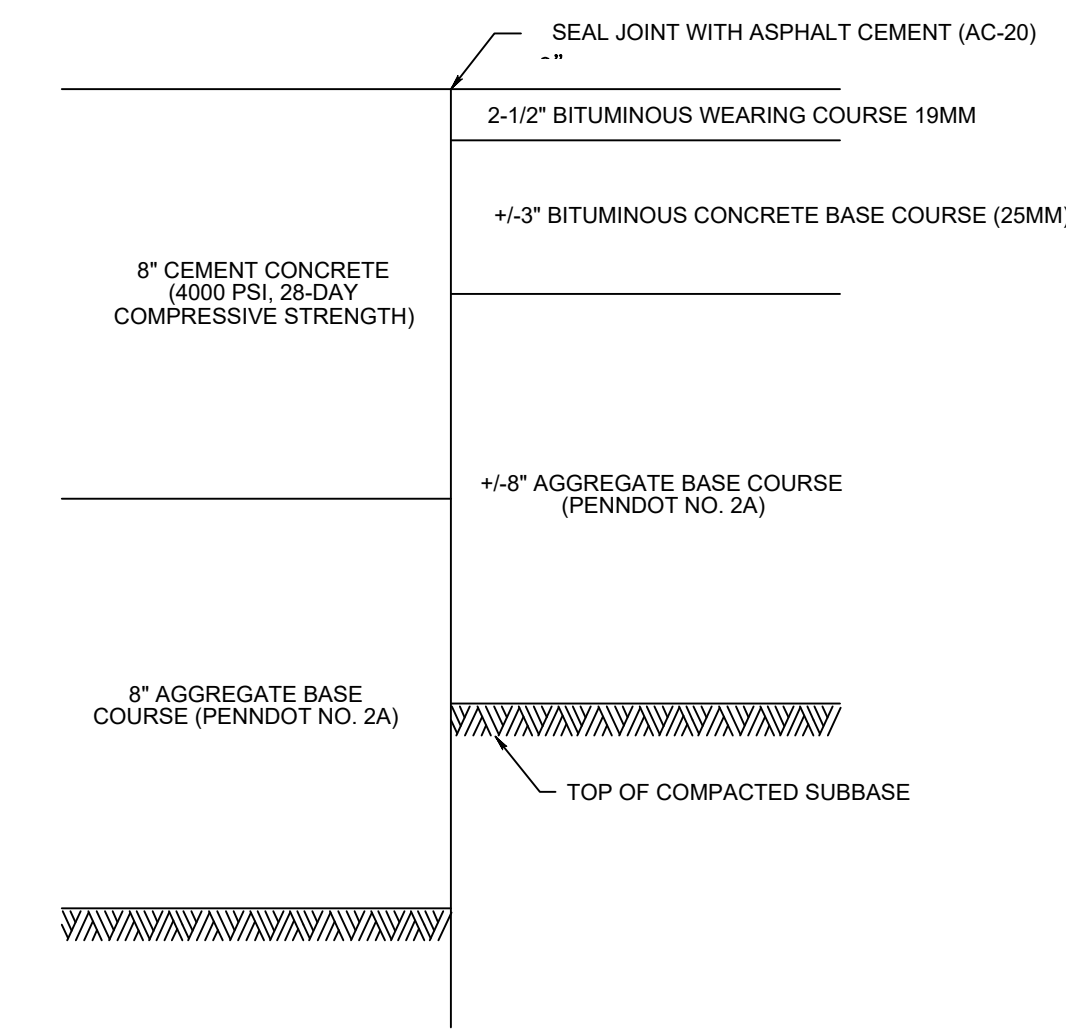 SEAL JOINT WITH ASPHALT CEMENT (AC-20)
2-1/2" BITUMINOUS WEARING COURSE 19MM
+/-3" BITUMINOUS CONCRETE BASE COURSE (25MM)
8" CEMENT CONCRETE
(4000 PSI, 28-DAY
COMPRESSIVE STRENGTH)
+/-8" AGGREGATE BASE COURSE
(PENNDOT NO. 2A)
8" AGGREGATE BASE
COURSE (PENNDOT NO. 2A)
TOP OF COMPACTED SUBBASE